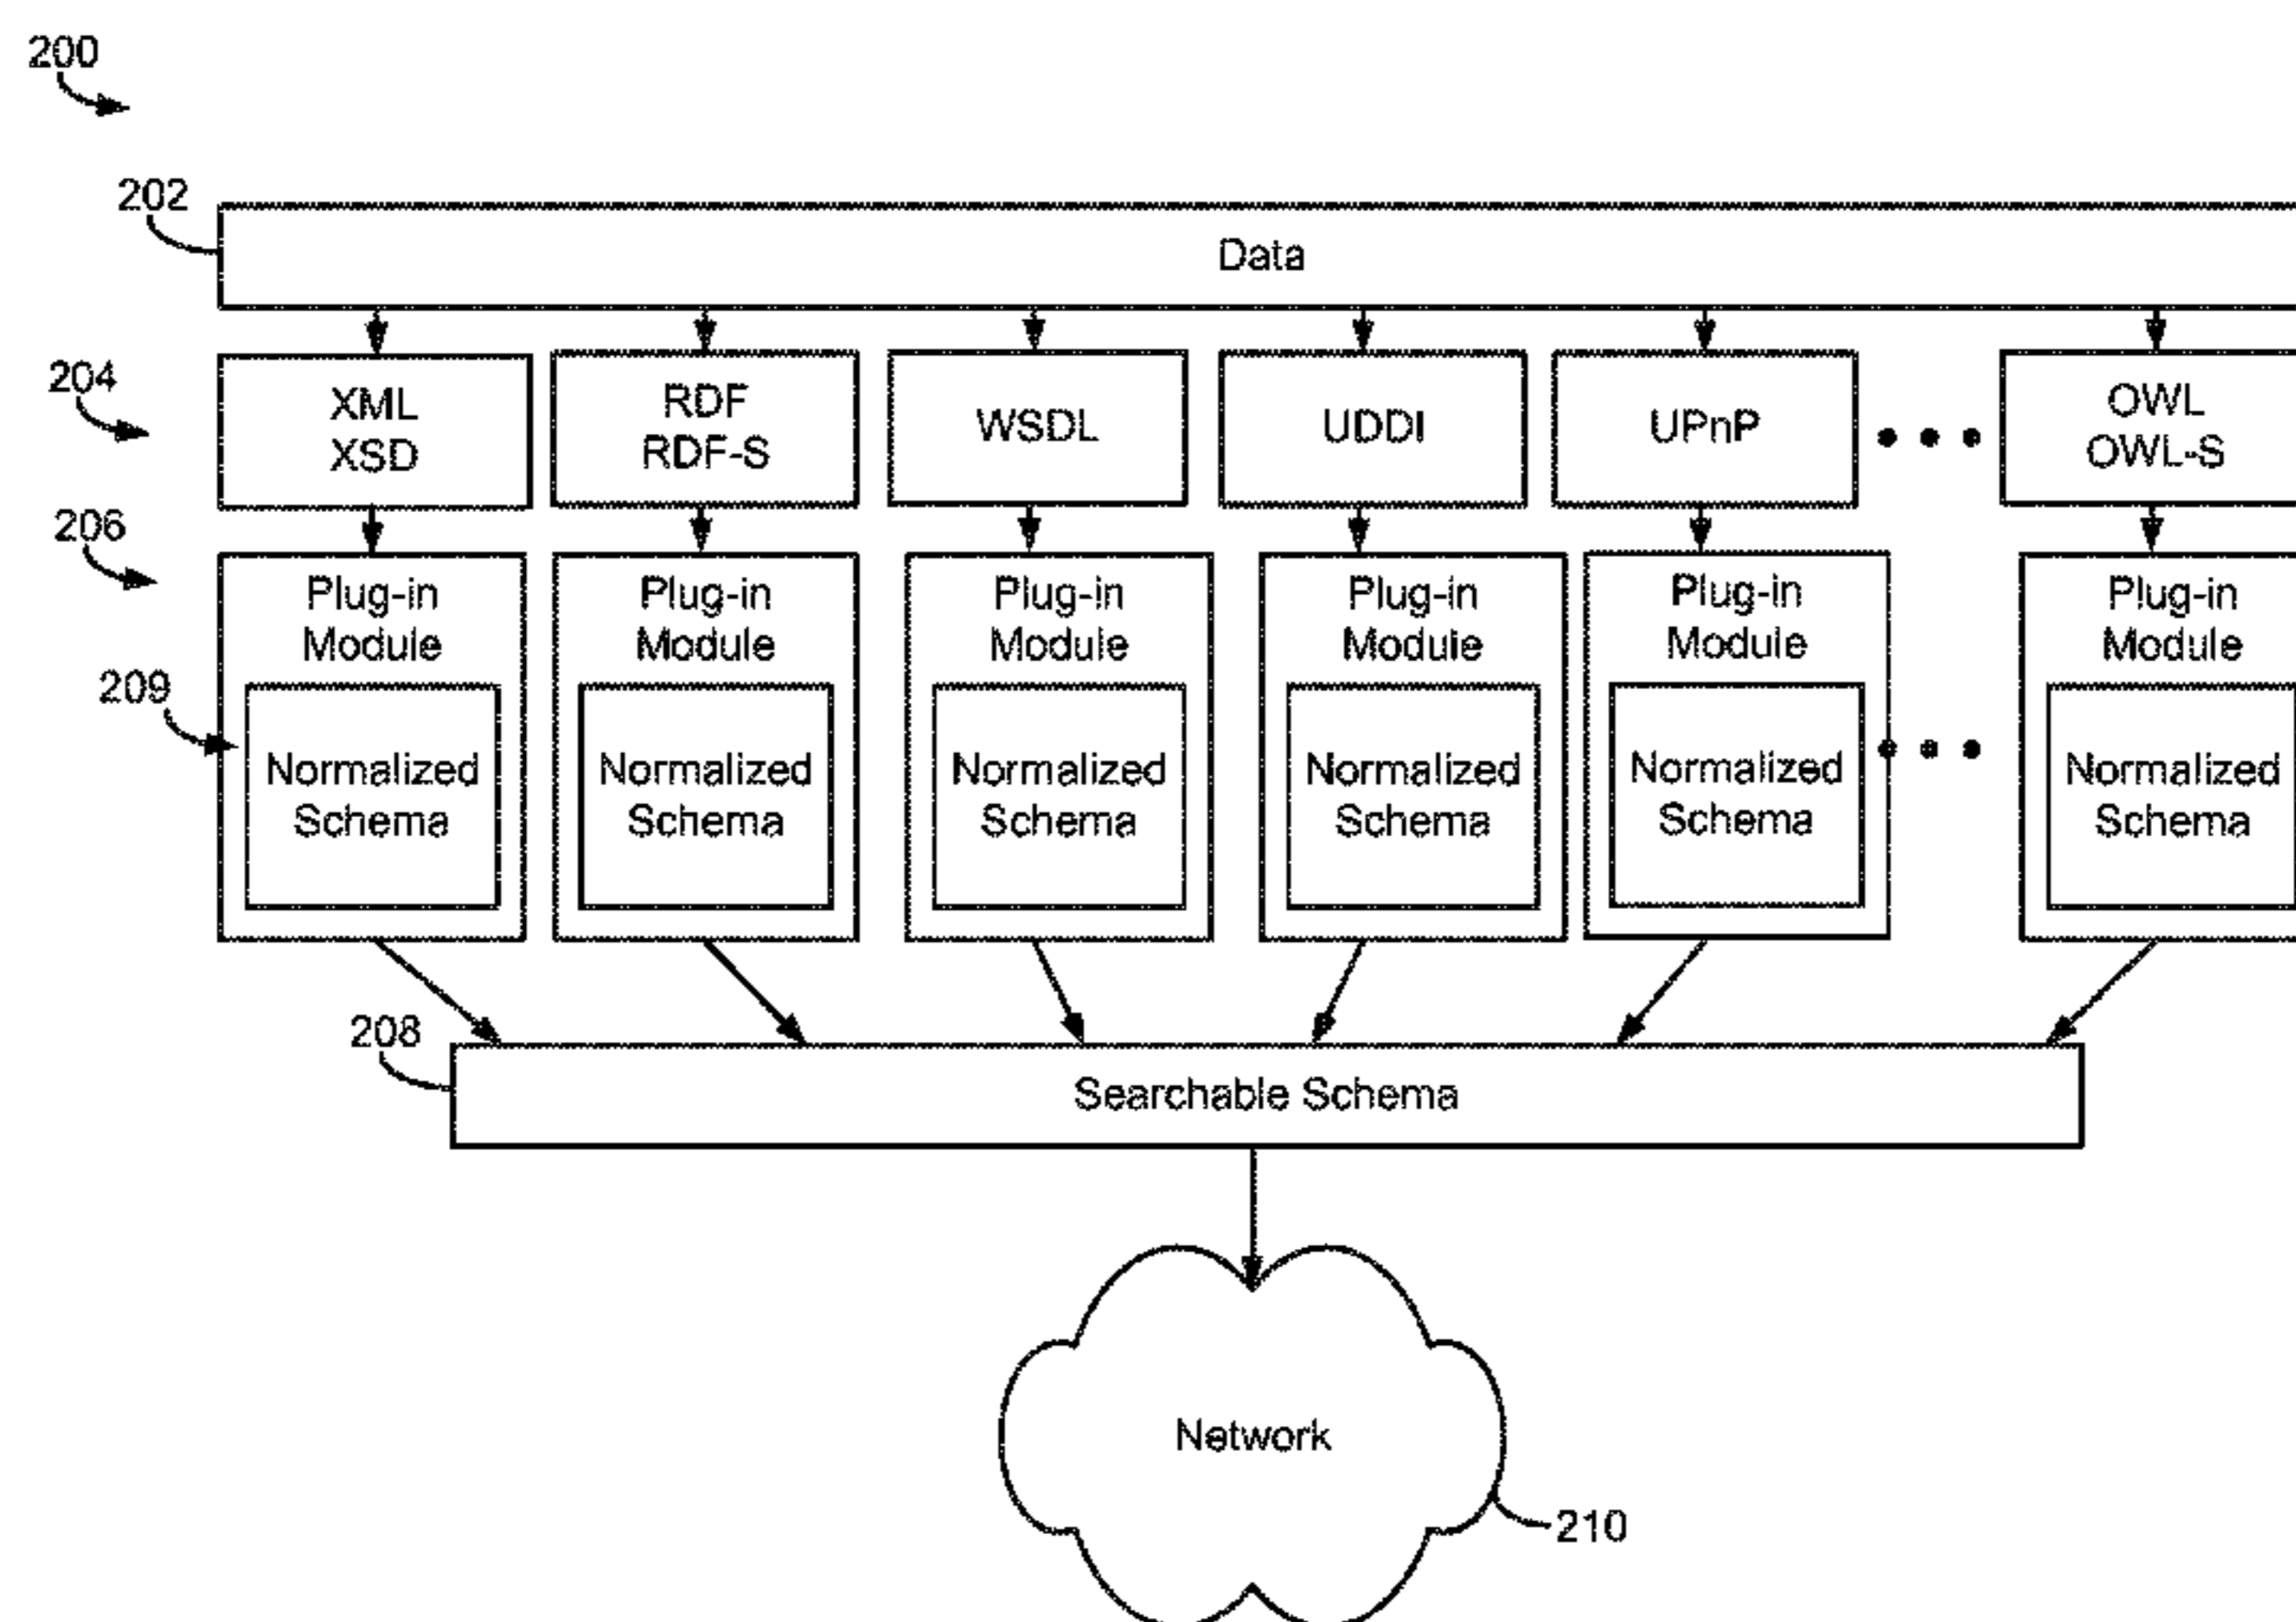 200
202
Data
204
XML
XSD
RDF
RDF-S
WSDL
UDDI
UPnP
OWL
OWL-S
206
Plug-in
Module
Plug-in
Module
Plug-in
Module
Plug-in
Module
Plug-in
Module
Plug-in
Module
209
Normalized
Schema
Normalized
Schema
Normalized
Schema
Normalized
Schema
Normalized
Schema
Normalized
Schema
208
Searchable Schema
Network
210